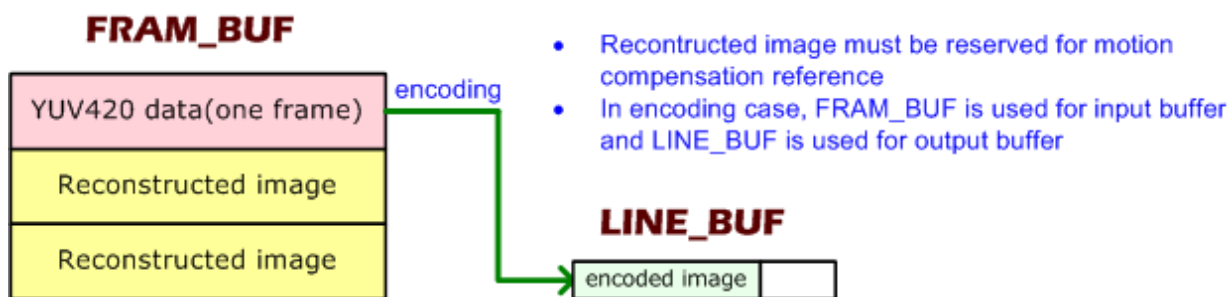 FRAM_BUF
YUV420 data(one frame)
Reconstructed image
Reconstructed image
encoding
• Recontructed image must be reserved for motion
compensation reference
• In encoding case, FRAM_BUF is used for input buffer
and LINE_BUF is used for output buffer
LINE_BUF
encoded image